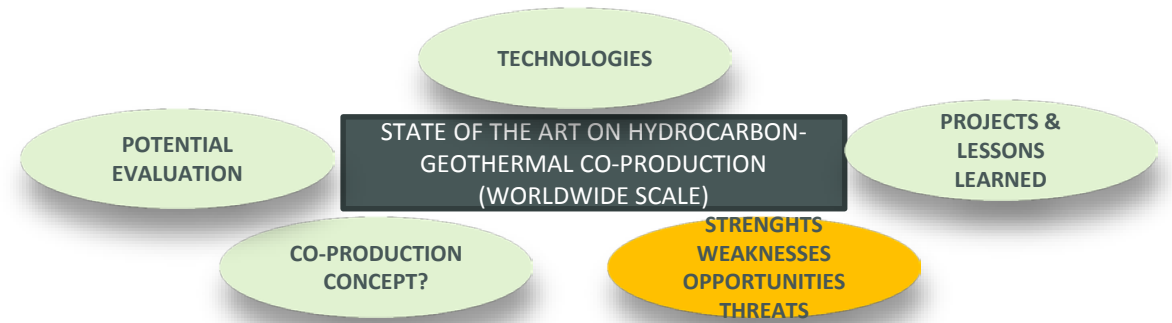 TECHNOLOGIES
POTENTIAL
EVALUATION
STATE OF THE ART ON HYDROCARBON-
GEOTHERMAL CO-PRODUCTION
(WORLDWIDE SCALE)
PROJECTS &
LESSONS
LEARNED
CO-PRODUCTION
CONCEPT?
STRENGHTS
WEAKNESSES
OPPORTUNITIES
THREATS